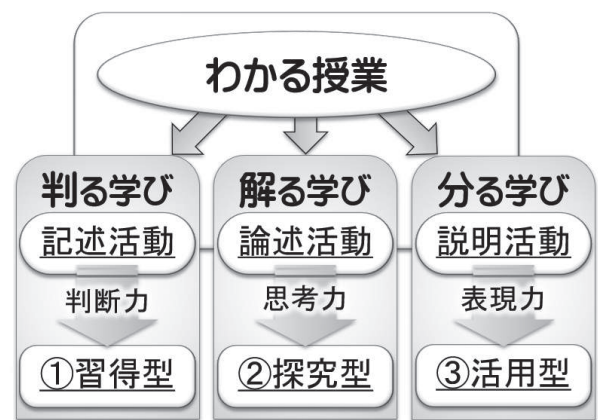 わかる授業
判る学び
記述活動
判断力
①習得型
解る学び
論述活動
思考力
②探究型
分る学び
説明活動
表現力
③活用型